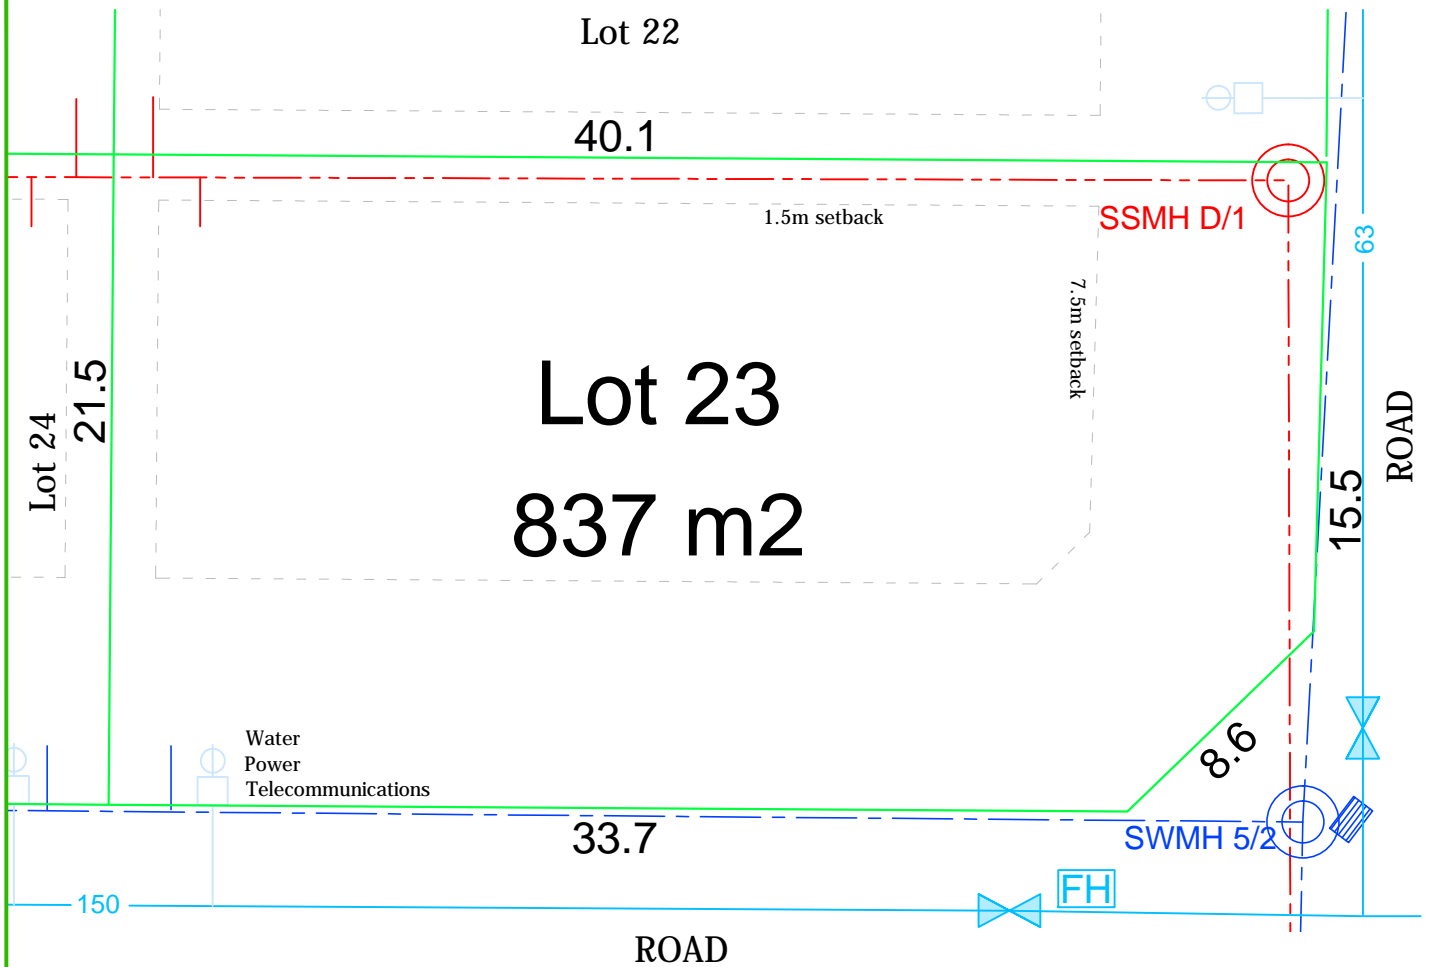 Lot 22
40.1
1.5m setback
SSMH D/1
63
7.5m setback
Lot 23
837 m2
21.5
Lot 24
ROAD
15.5
Water
Power
Telecommunications
8.6
33.7
SWMH 5/2
FH
150
ROAD